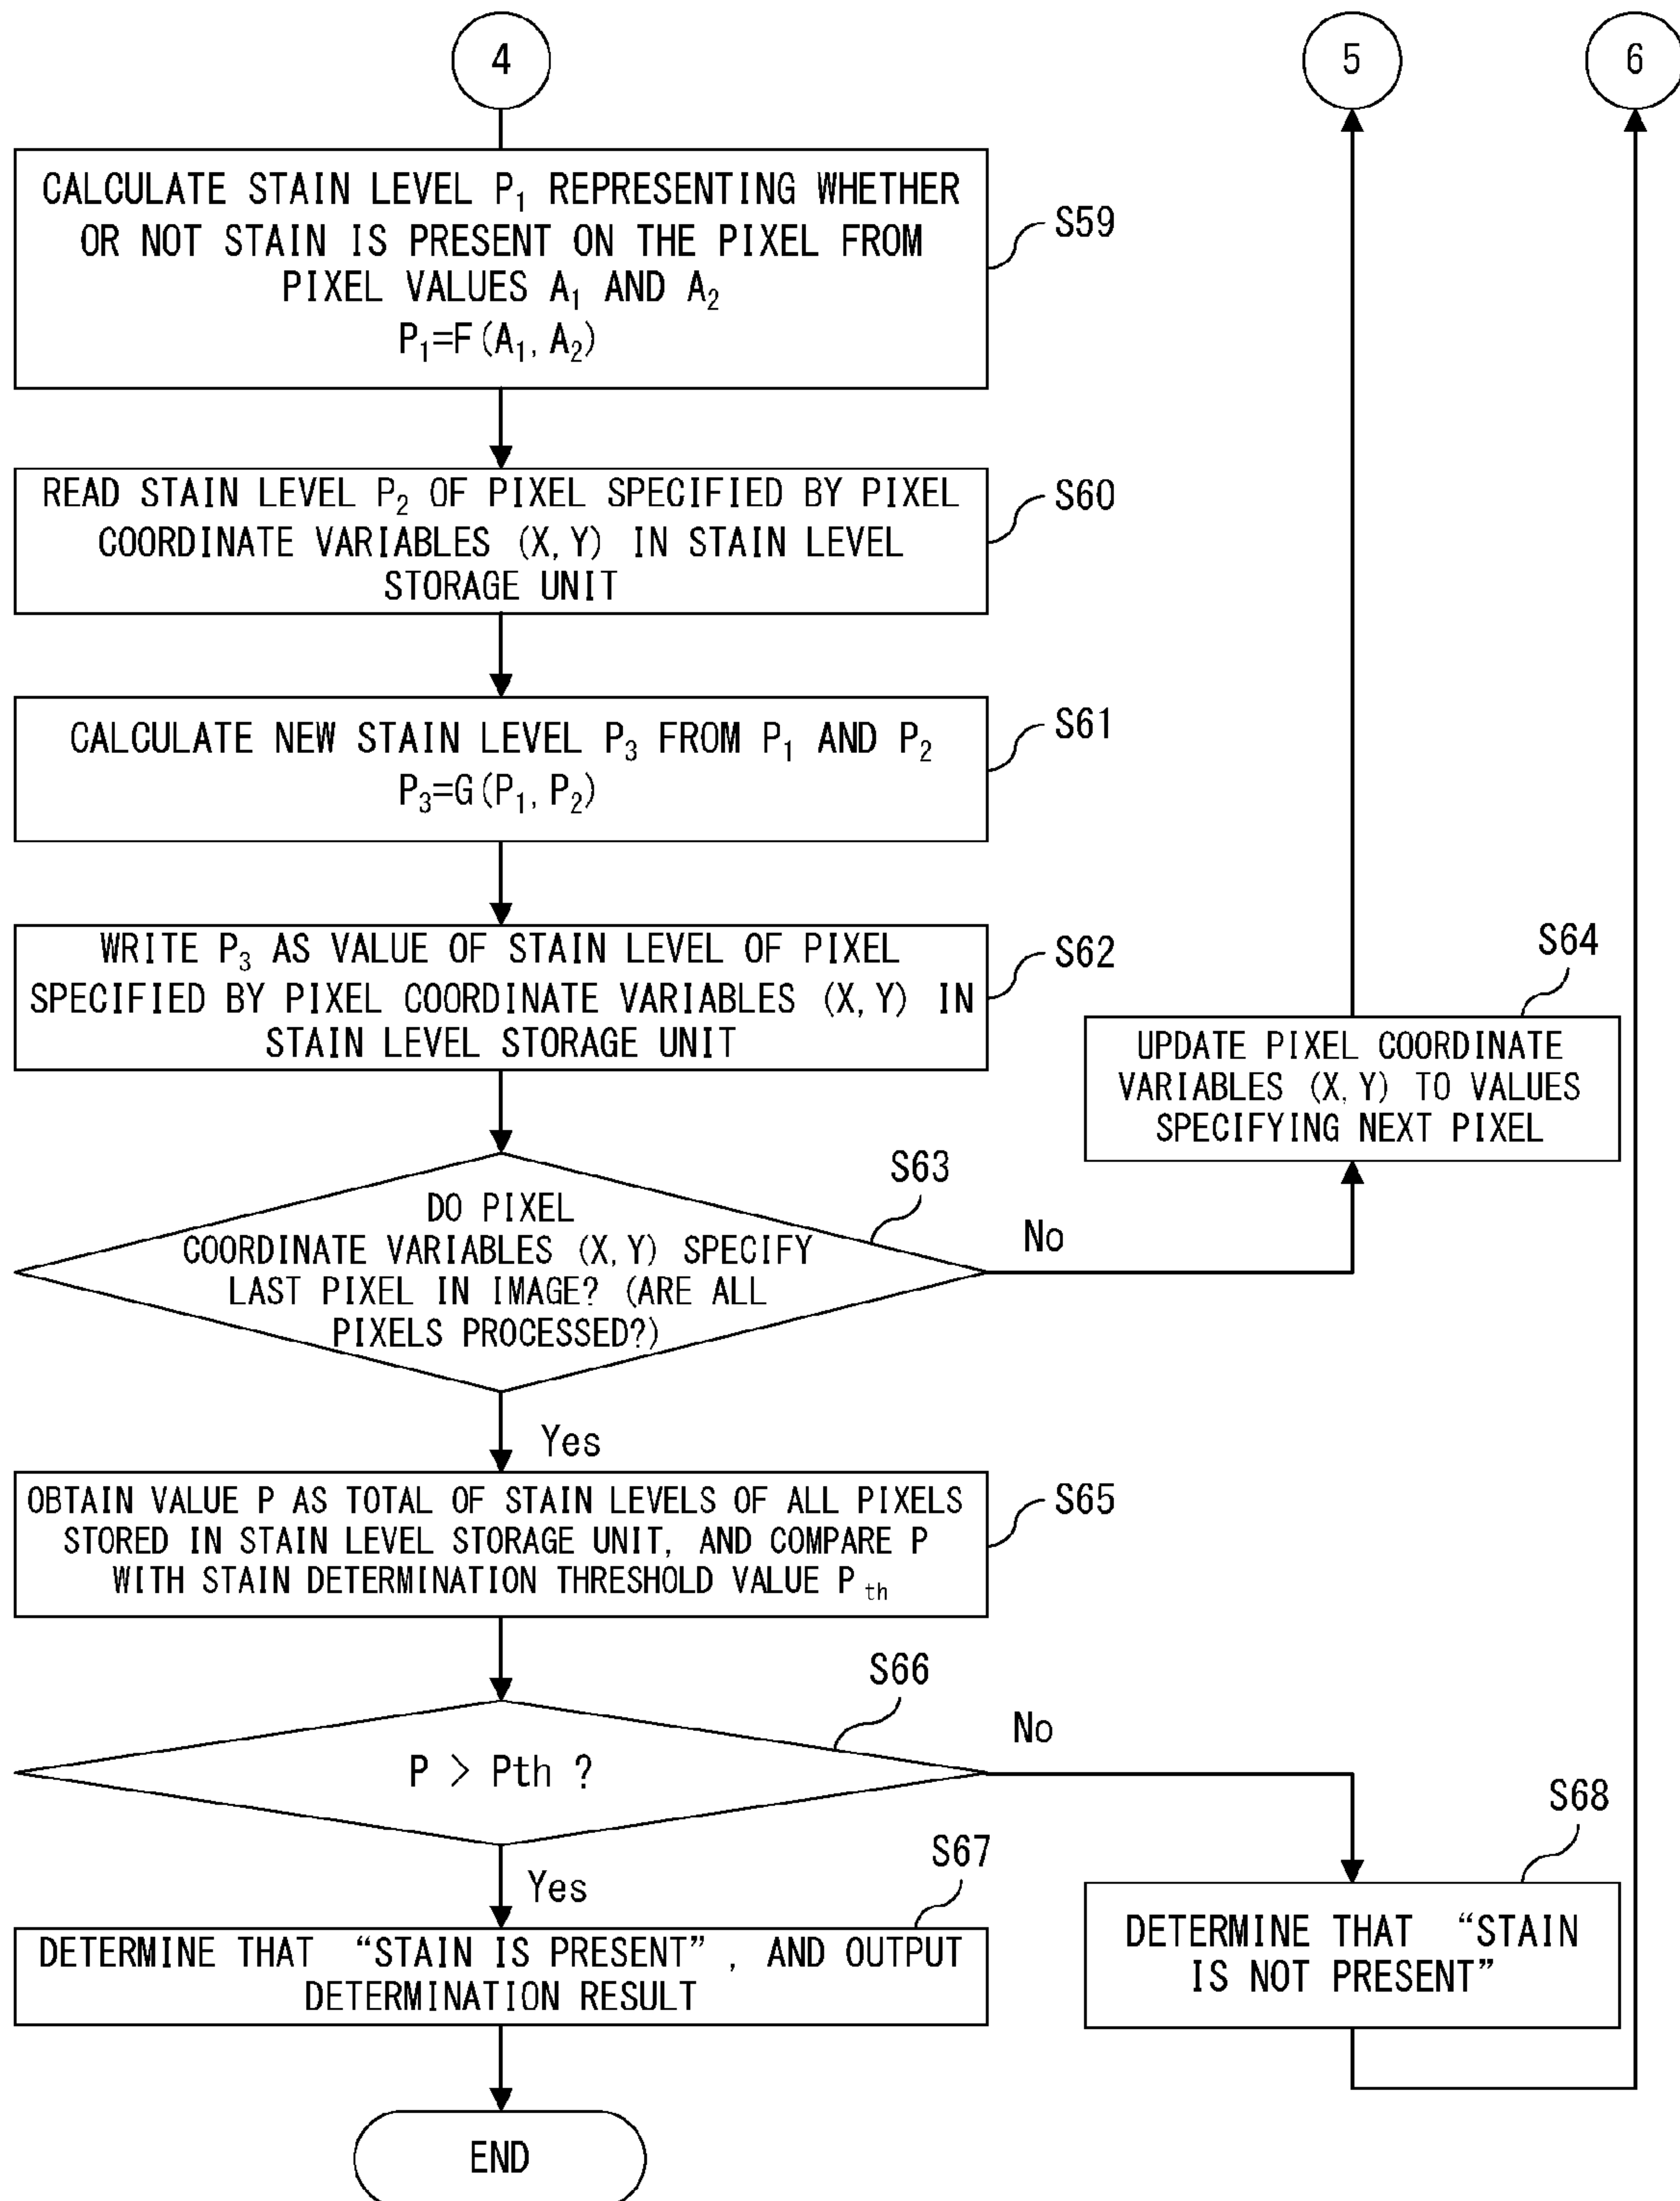 4
5
6
CALCULATE STAIN LEVEL P₁ REPRESENTING WHETHER
OR NOT STAIN IS PRESENT ON THE PIXEL FROM
PIXEL VALUES A₁ AND A₂
P₁=F(A₁, A₂)
S59
READ STAIN LEVEL P₂ OF PIXEL SPECIFIED BY PIXEL
COORDINATE VARIABLES (X, Y) IN STAIN LEVEL
STORAGE UNIT
S60
CALCULATE NEW STAIN LEVEL P₃ FROM P₁ AND P₂
P₃=G(P₁, P₂)
S61
WRITE P₃ AS VALUE OF STAIN LEVEL OF PIXEL
SPECIFIED BY PIXEL COORDINATE VARIABLES (X, Y) IN
STAIN LEVEL STORAGE UNIT
S62
S64
UPDATE PIXEL COORDINATE
VARIABLES (X, Y) TO VALUES
SPECIFYING NEXT PIXEL
S63
DO PIXEL
COORDINATE VARIABLES (X, Y) SPECIFY
LAST PIXEL IN IMAGE? (ARE ALL
PIXELS PROCESSED?)
No
Yes
OBTAIN VALUE P AS TOTAL OF STAIN LEVELS OF ALL PIXELS
STORED IN STAIN LEVEL STORAGE UNIT, AND COMPARE P
WITH STAIN DETERMINATION THRESHOLD VALUE P th
S65
S66
P > Pth ?
No
Yes
S67
DETERMINE THAT “STAIN IS PRESENT”, AND OUTPUT
DETERMINATION RESULT
S68
DETERMINE THAT “STAIN
IS NOT PRESENT”
END